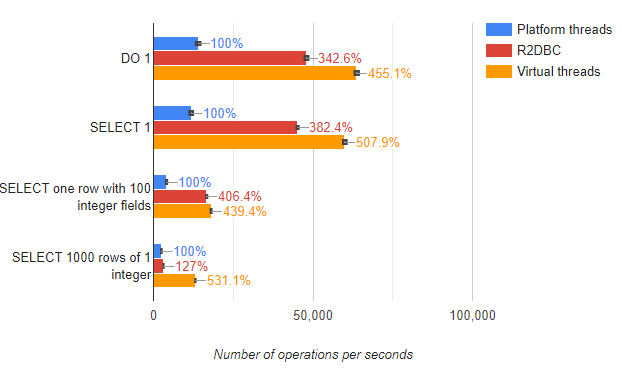 Platform threads
R2DBC
Virtual threads
DO 1
100%
342.6%
455.1%
SELECT 1
100%
382.4%
507.9%
SELECT one row with 100
integer fields
100%
406.4%
439.4%
SELECT 1000 rows of 1
integer
100%
127%
531.1%
0
50,000
100,000
Number of operations per seconds